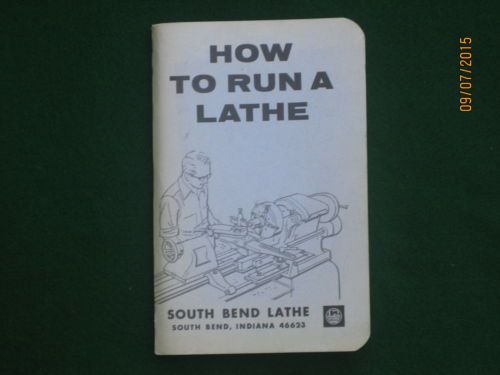 HOW
TO RUN A
LATHE
SOUTH BEND LATHE
SOUTH BEND, INDIANA 46623
09/07/2015